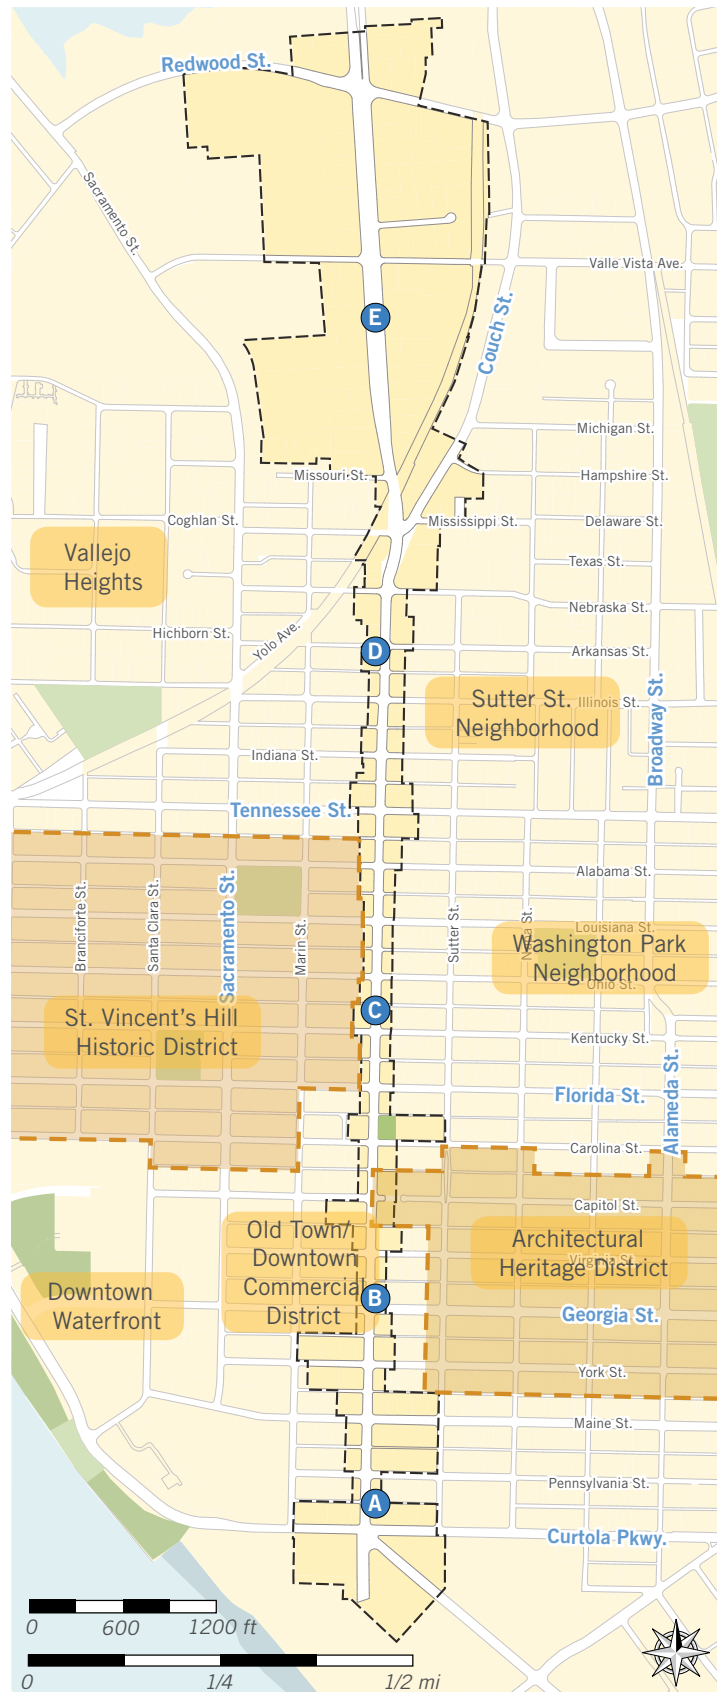 Redwood St.
Sacramento St.
Valle Vista Ave.
E
Couch St.
Michigan St.
Missouri St.
Hampshire St.
Coghlan St.
Mississippi St.
Delaware St.
Vallejo
Heights
Texas St.
Nebraska St.
Hichborn St.
Yolo Ave.
D
Arkansas St.
Sutter St.
Neighborhood
Illinois St.
Broadway St.
Indiana St.
Tennessee St.
Alabama St.
Branciforte St.
Santa Clara St.
Sacramento St.
Marin St.
Sutter St.
Louisiana St.
Washington Park
Neighborhood
Ohio St.
C
St. Vincent's Hill
Historic District
Kentucky St.
Florida St.
Alameda St.
Carolina St.
Capitol St.
Old Town/
Downtown
Commercial
District
Architectural
Heritage District
Virginia St.
Downtown
Waterfront
B
Georgia St.
York St.
Maine St.
Pennsylvania St.
A
Curtola Pkwy.
0 600 1200 ft
0 1/4 1/2 mi